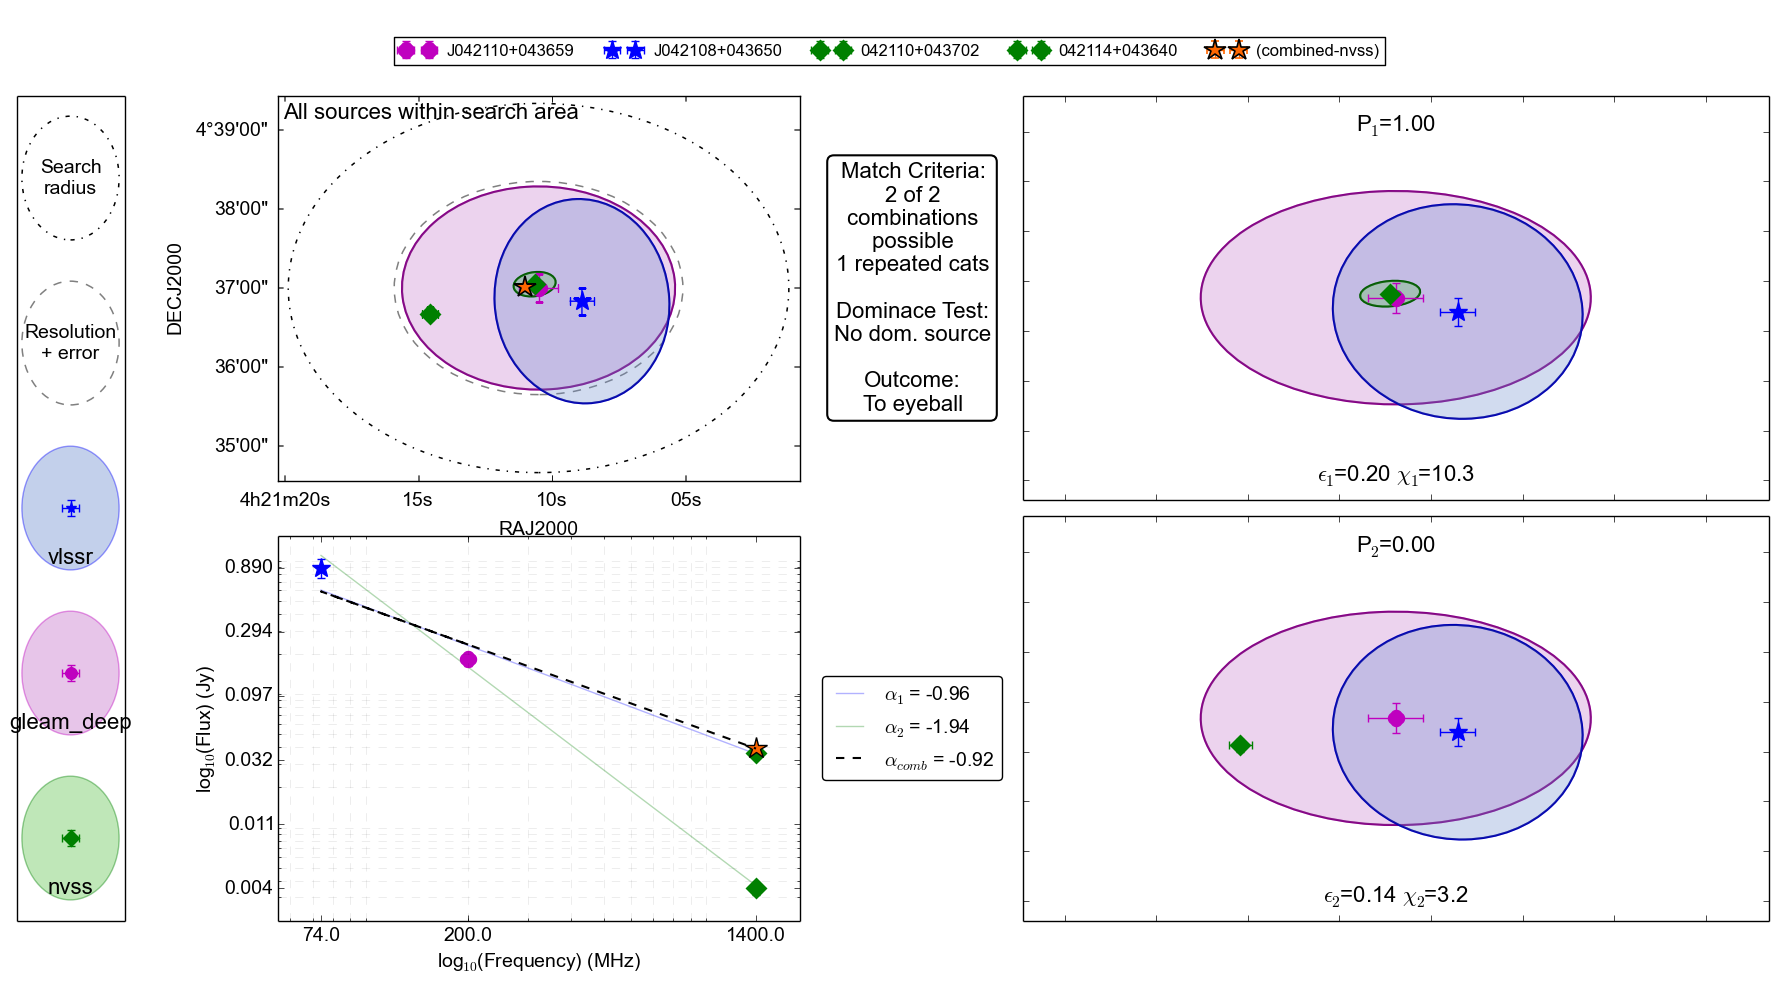 J042110+043659 J042108+043650 042110+043702 042114+043640 (combined-nvss)
Search
radius
Resolution
+ error
vlssr
gleam_deep
nvss
All sources within search area
DECJ2000
4°39'00"
38'00"
37'00"
36'00"
35'00"
4h21m20s 15s 10s 05s
RAJ2000
Match Criteria:
2 of 2
combinations
possible
1 repeated cats
Dominace Test:
No dom. source
Outcome:
To eyeball
P1=1.00
ϵ1=0.20 χ1=10.3
log10(Flux) (Jy)
0.890
0.294
0.097
0.032
0.011
0.004
74.0 200.0 1400.0
log10(Frequency) (MHz)
α1 = -0.96
α2 = -1.94
αcomb = -0.92
P2=0.00
ϵ2=0.14 χ2=3.2